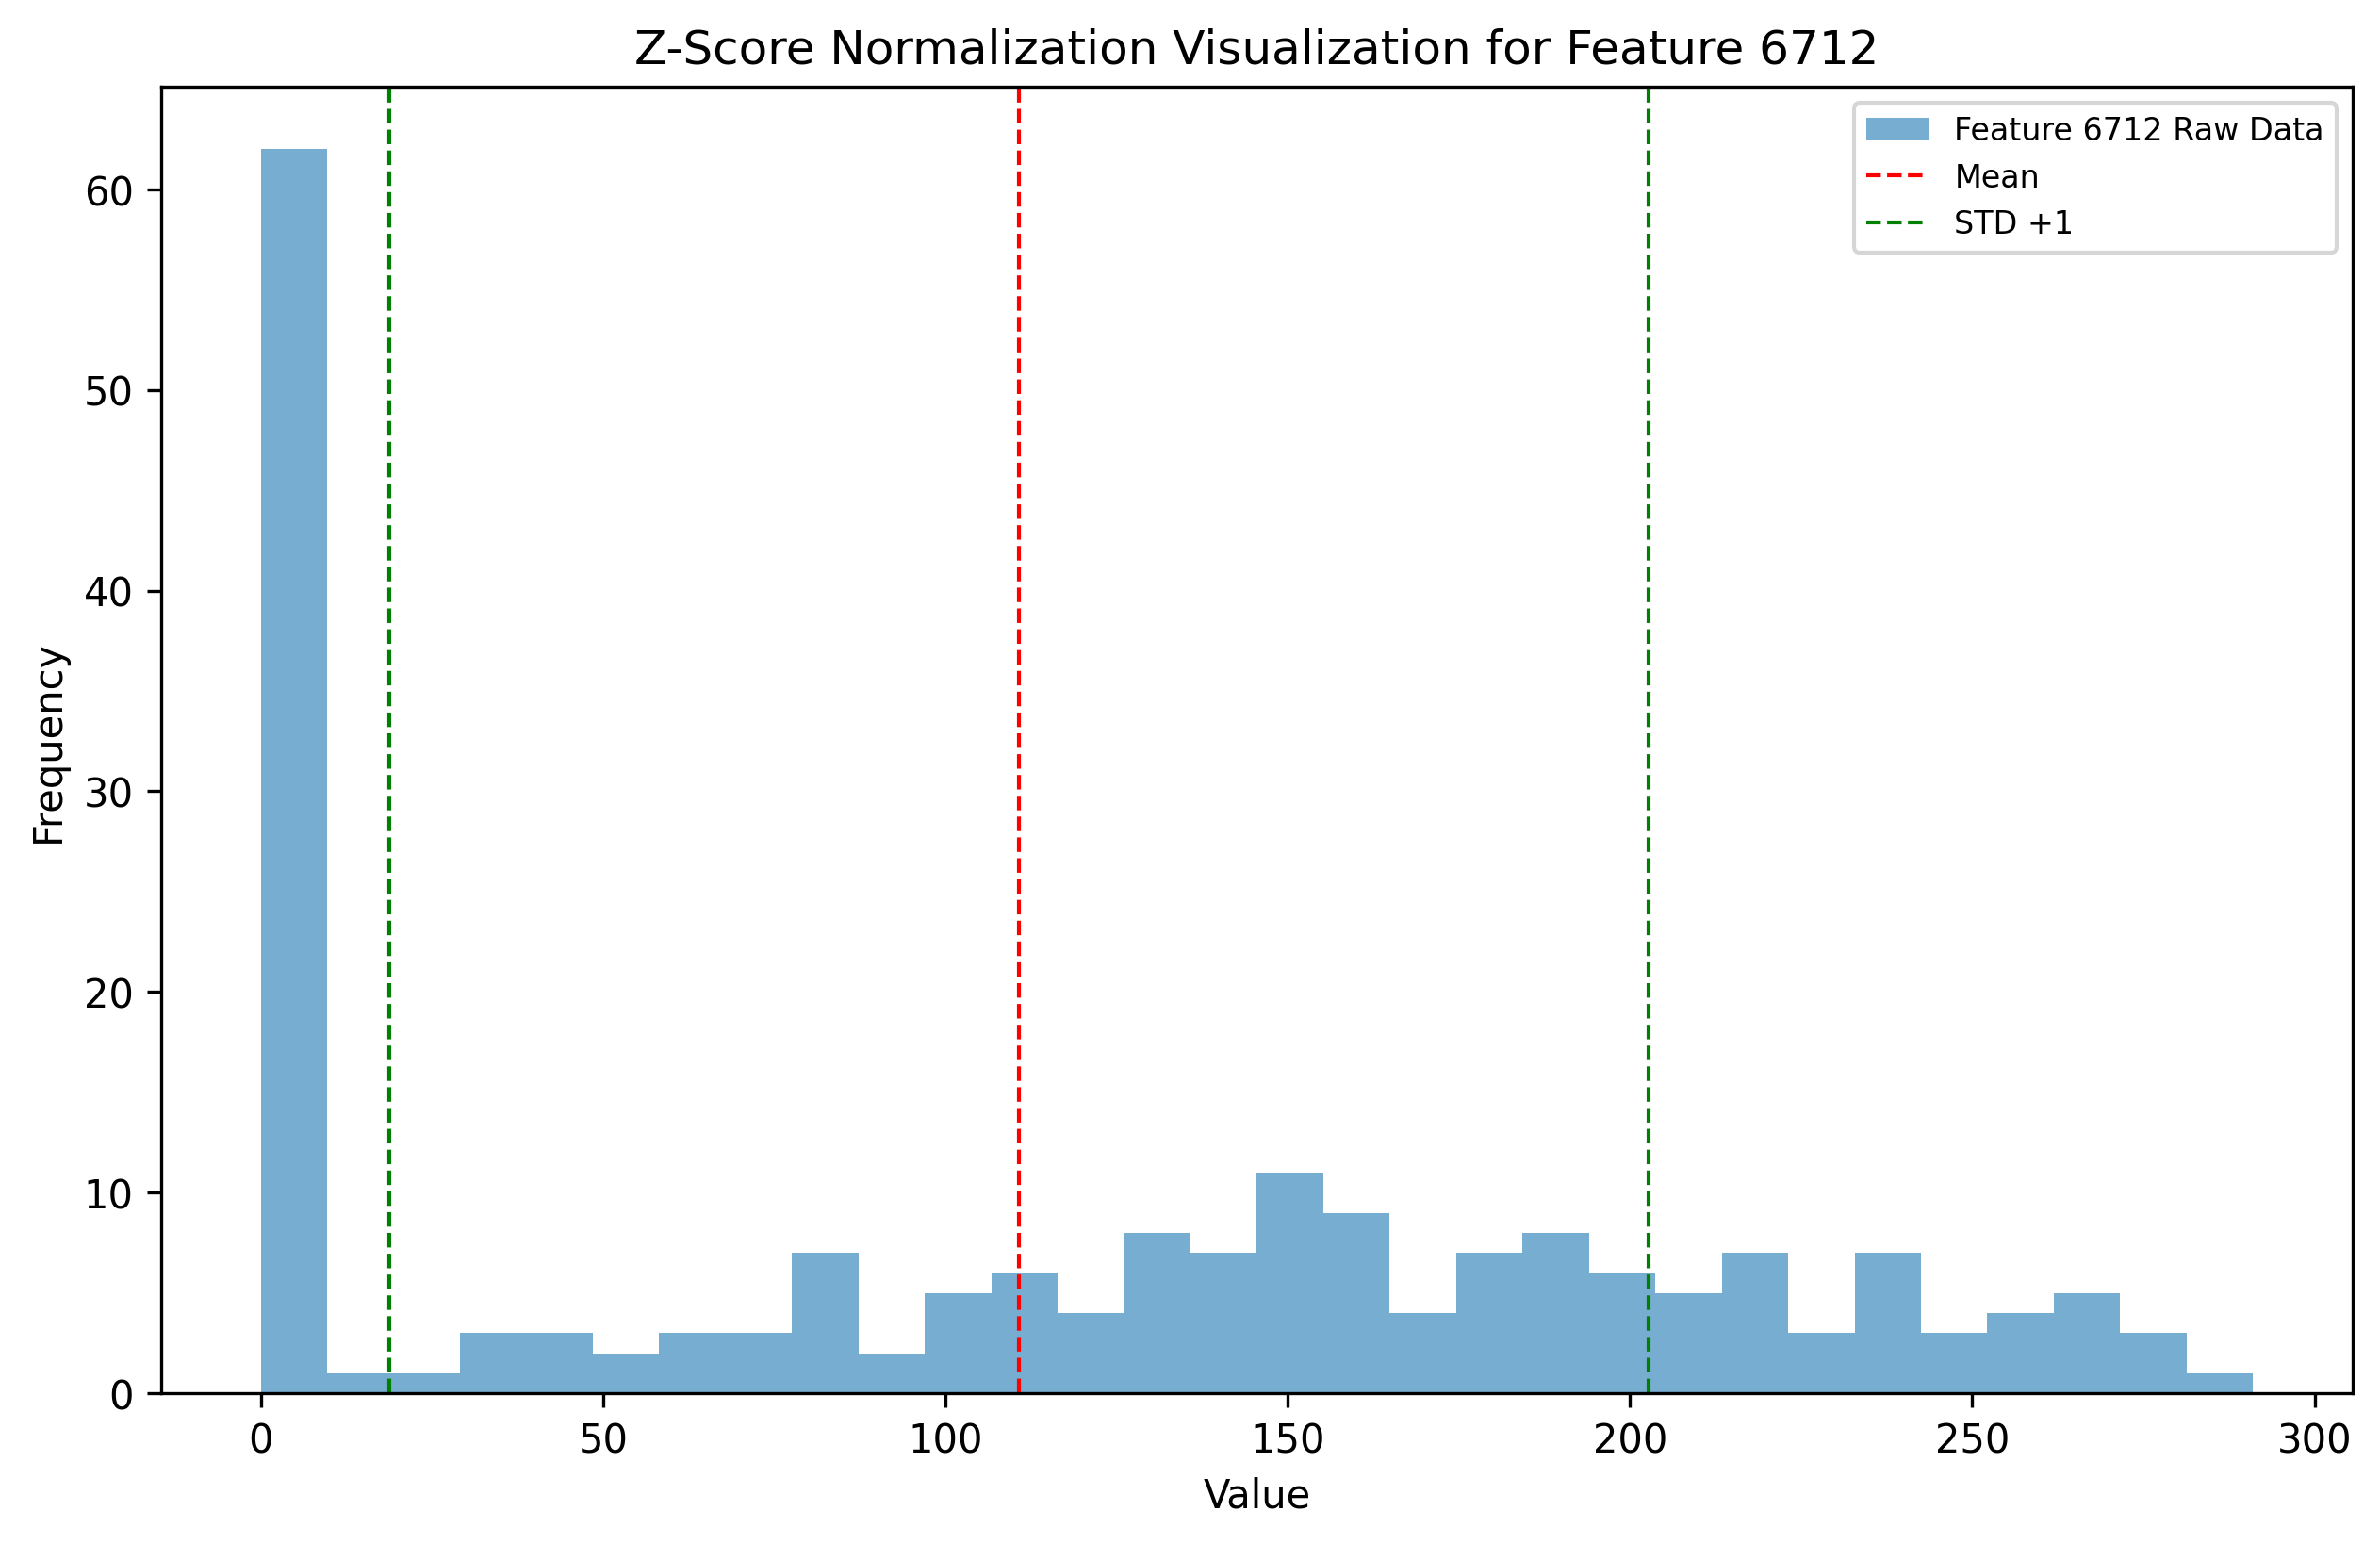 Z-Score Normalization Visualization for Feature 6712
Feature 6712 Raw Data
Mean
STD +1
60
50
40
30
20
10
0
Frequency
0 50 100 150 200 250 300
Value